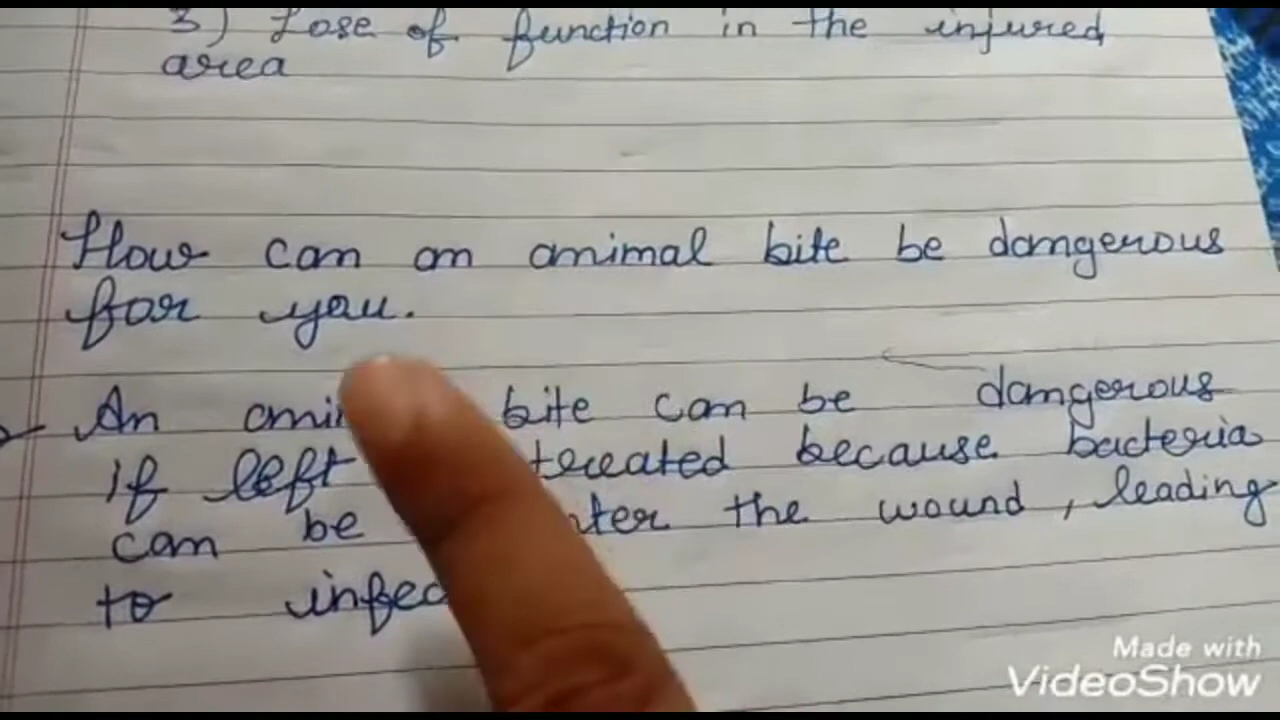 3) Lose of function in the injured
area
How can an animal bite be dangerous
for you.
An bite can be dangerous
if left because bacteria
can be the wound, leading
to
Made with
VideoShow